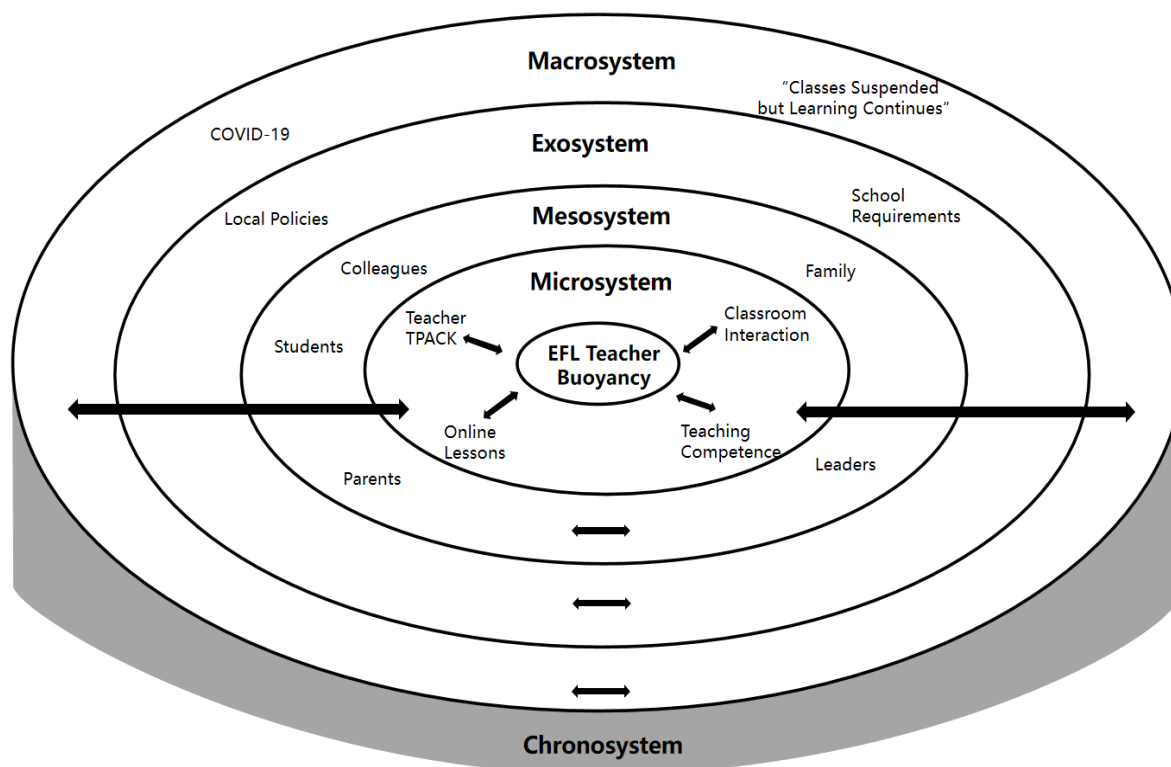 Macrosystem
“Classes Suspended
but Learning Continues”
COVID-19
Exosystem
Local Policies
School
Requirements
Mesosystem
Colleagues
Family
Microsystem
Teacher
TPACK
Classroom
Interaction
Students
EFL Teacher
Buoyancy
Online
Lessons
Teaching
Competence
Parents
Leaders
Chronosystem